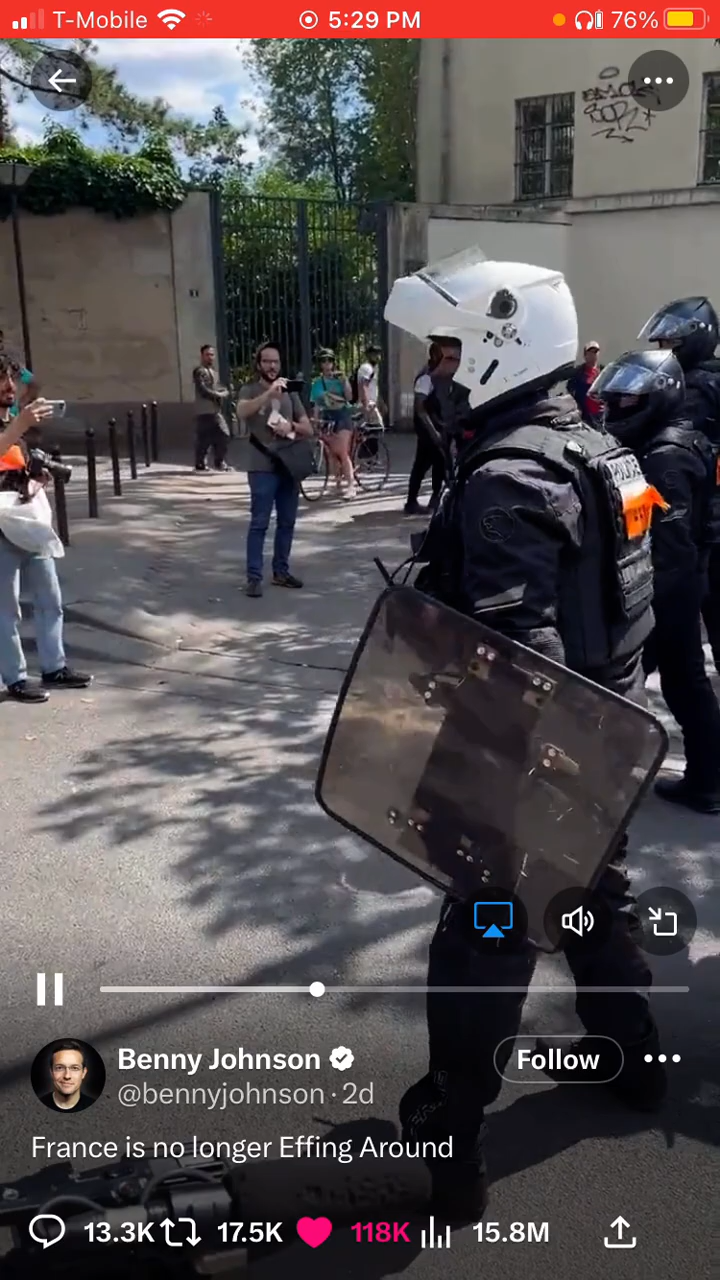 T-Mobile 5:29 PM 76%
POLICE
Benny Johnson
Follow
@bennyjohnson · 2d
France is no longer Effing Around
13.3K 17.5K 118K 15.8M